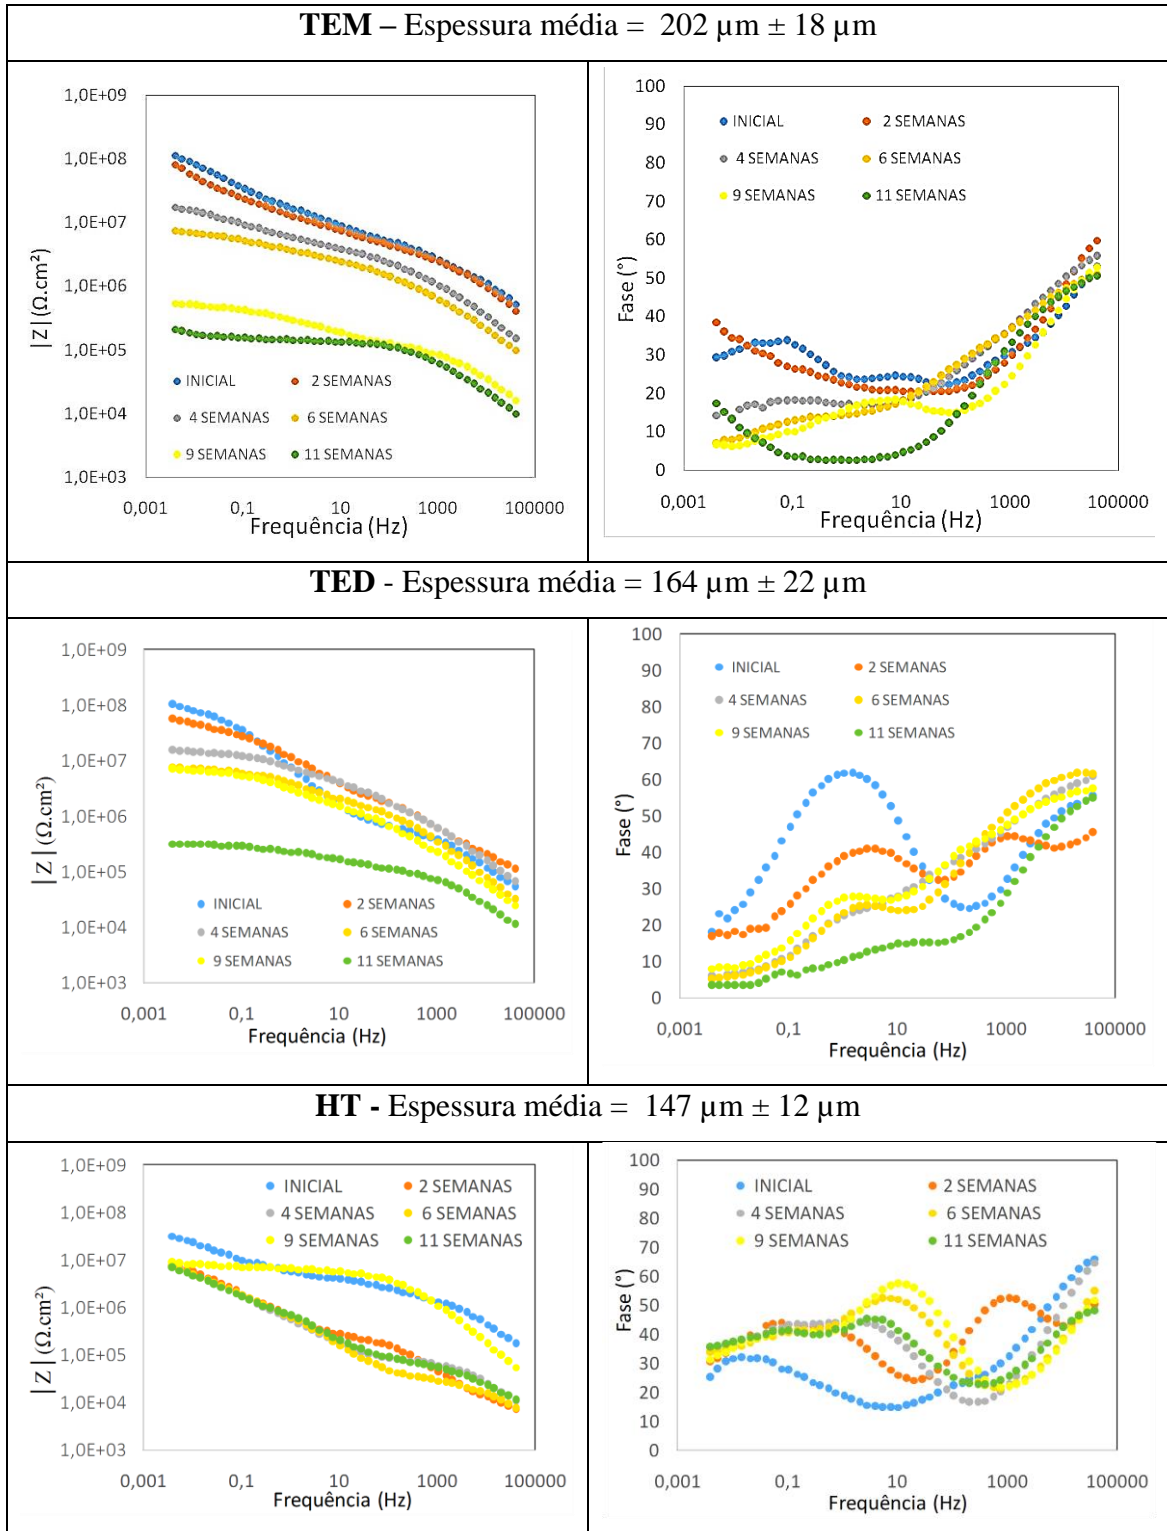 TEM – Espessura média = 202 µm ± 18 µm
1,0E+09
1,0E+08
1,0E+07
1,0E+06
1,0E+05
1,0E+04
1,0E+03
|Z| (Ω.cm²)
INICIAL
2 SEMANAS
4 SEMANAS
6 SEMANAS
9 SEMANAS
11 SEMANAS
0,001 0,1 10 1000 100000
Frequência (Hz)
100
90
80
70
60
50
40
30
20
10
0
Fase (°)
INICIAL
2 SEMANAS
4 SEMANAS
6 SEMANAS
9 SEMANAS
11 SEMANAS
0,001 0,1 10 1000 100000
Frequência (Hz)
TED - Espessura média = 164 µm ± 22 µm
1,0E+09
1,0E+08
1,0E+07
1,0E+06
1,0E+05
1,0E+04
1,0E+03
|Z| (Ω.cm²)
INICIAL
2 SEMANAS
4 SEMANAS
6 SEMANAS
9 SEMANAS
11 SEMANAS
0,001 0,1 10 1000 100000
Frequência (Hz)
100
90
80
70
60
50
40
30
20
10
0
Fase (°)
INICIAL
2 SEMANAS
4 SEMANAS
6 SEMANAS
9 SEMANAS
11 SEMANAS
0,001 0,1 10 1000 100000
Frequência (Hz)
HT - Espessura média = 147 µm ± 12 µm
1,0E+09
1,0E+08
1,0E+07
1,0E+06
1,0E+05
1,0E+04
1,0E+03
|Z| (Ω.cm²)
INICIAL
2 SEMANAS
4 SEMANAS
6 SEMANAS
9 SEMANAS
11 SEMANAS
0,001 0,1 10 1000 100000
Frequência (Hz)
100
90
80
70
60
50
40
30
20
10
0
Fase (°)
INICIAL
2 SEMANAS
4 SEMANAS
6 SEMANAS
9 SEMANAS
11 SEMANAS
0,001 0,1 10 1000 100000
Frequência (Hz)